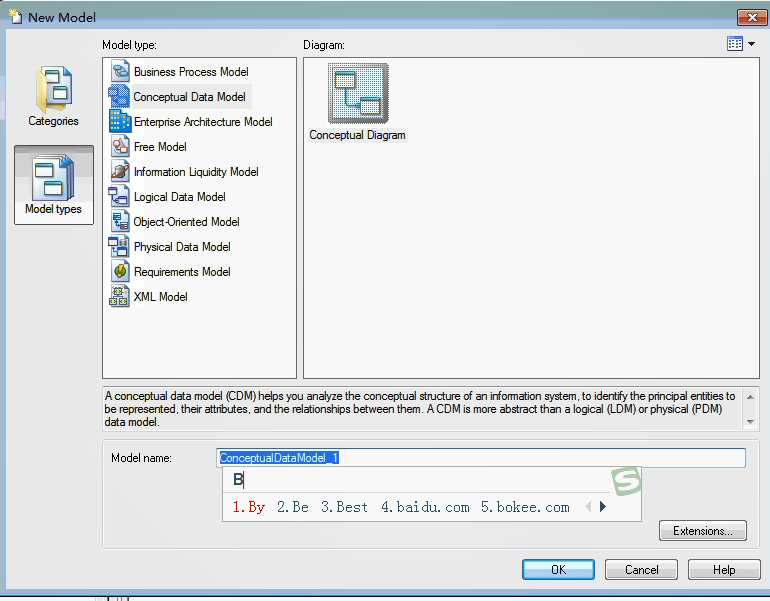 New Model
Model type:
Diagram:
Categories
Model types
Business Process Model
Conceptual Data Model
Enterprise Architecture Model
Free Model
Information Liquidity Model
Logical Data Model
Object-Oriented Model
Physical Data Model
Requirements Model
XML Model
Conceptual Diagram
A conceptual data model (CDM) helps you analyze the conceptual structure of an information system, to identify the principal entities to
be represented, their attributes, and the relationships between them. A CDM is more abstract than a logical (LDM) or physical (PDM)
data model.
Model name:
ConceptualDataModel_1
B
1.By 2.Be 3.Best 4.baidu.com 5.bokee.com
S
Extensions...
OK
Cancel
Help